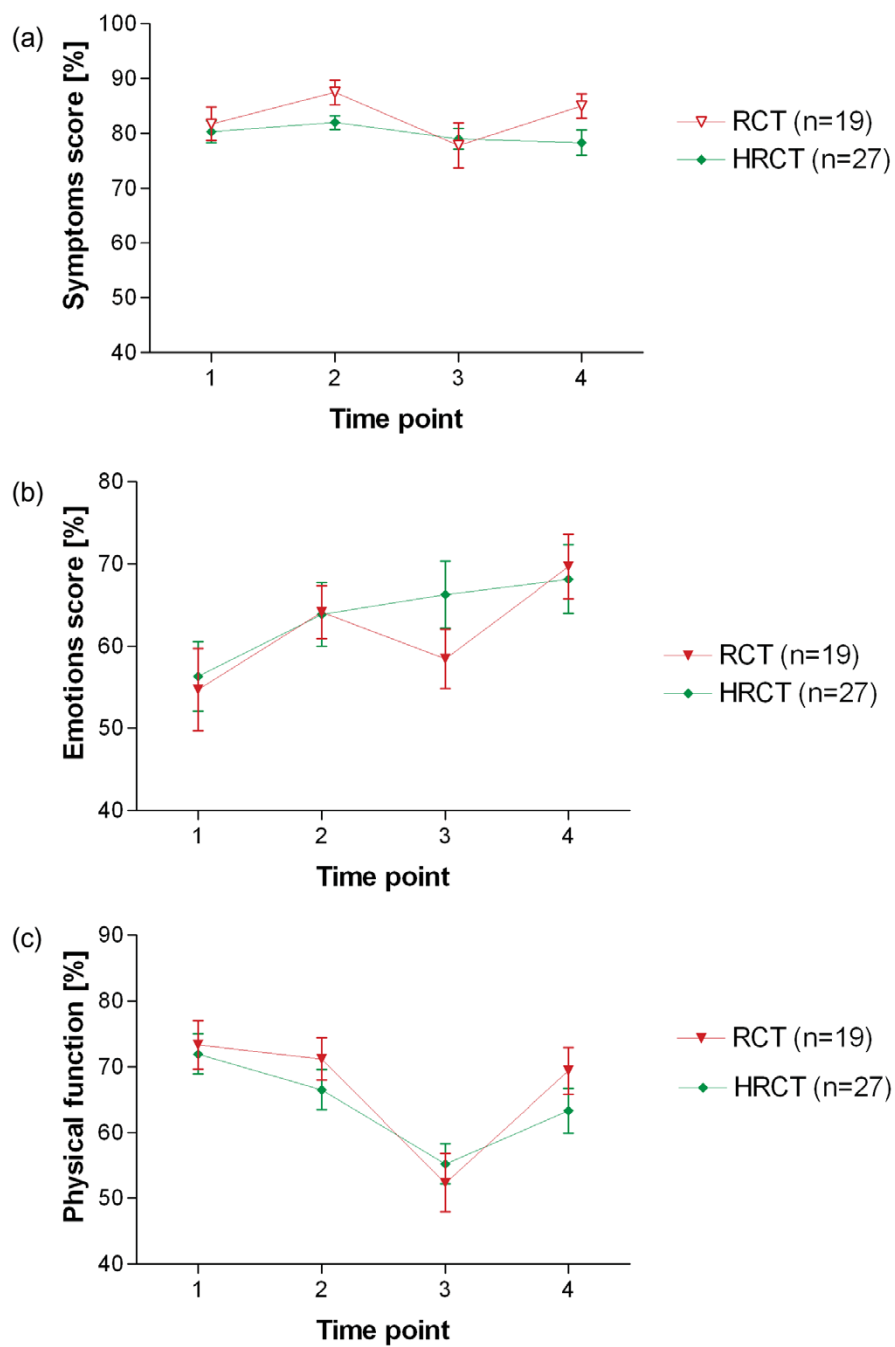 (a)
Symptoms score [%]
100
90
80
70
60
50
40
1 2 3 4
Time point
RCT (n=19)
HRCT (n=27)
(b)
Emotions score [%]
80
70
60
50
40
1 2 3 4
Time point
RCT (n=19)
HRCT (n=27)
(c)
Physical function [%]
90
80
70
60
50
40
1 2 3 4
Time point
RCT (n=19)
HRCT (n=27)